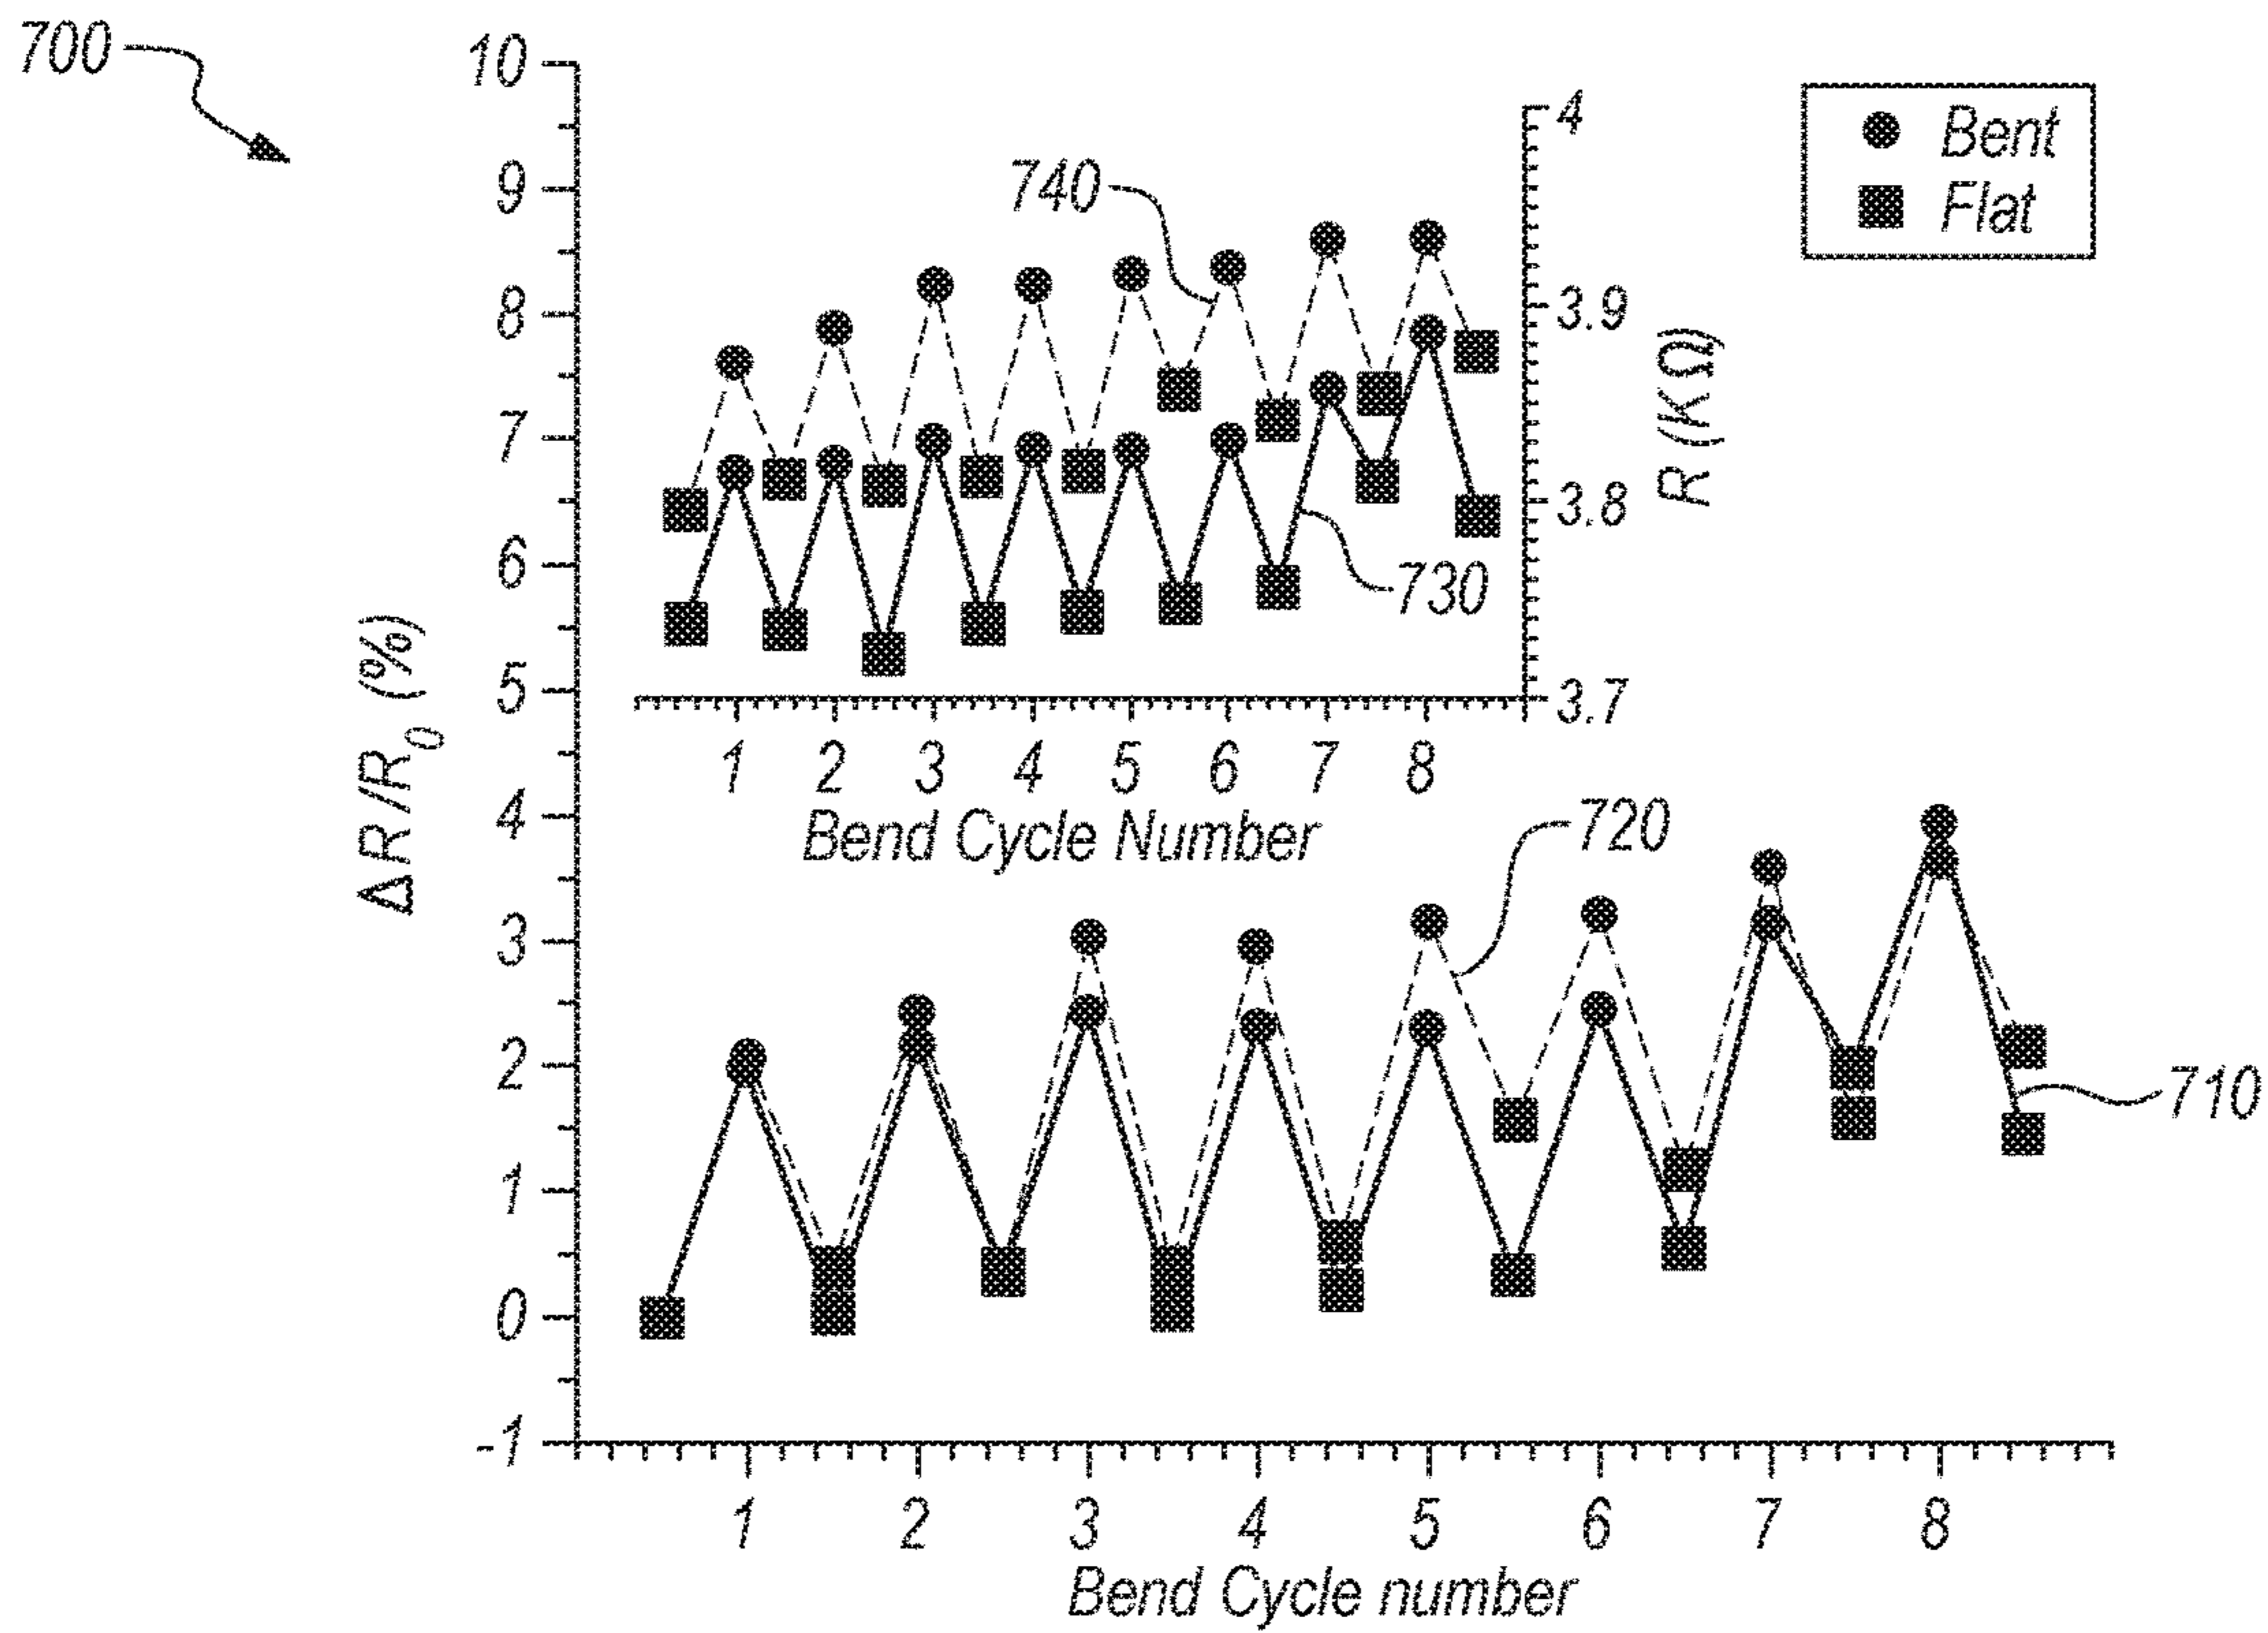 700
10
9
8
7
6
5
4
3
2
1
0
-1
ΔR/R0 (%)
740
4
3.9
3.8
3.7
R (KΩ)
Bent
Flat
730
1 2 3 4 5 6 7 8
Bend Cycle Number
720
710
1 2 3 4 5 6 7 8
Bend Cycle number